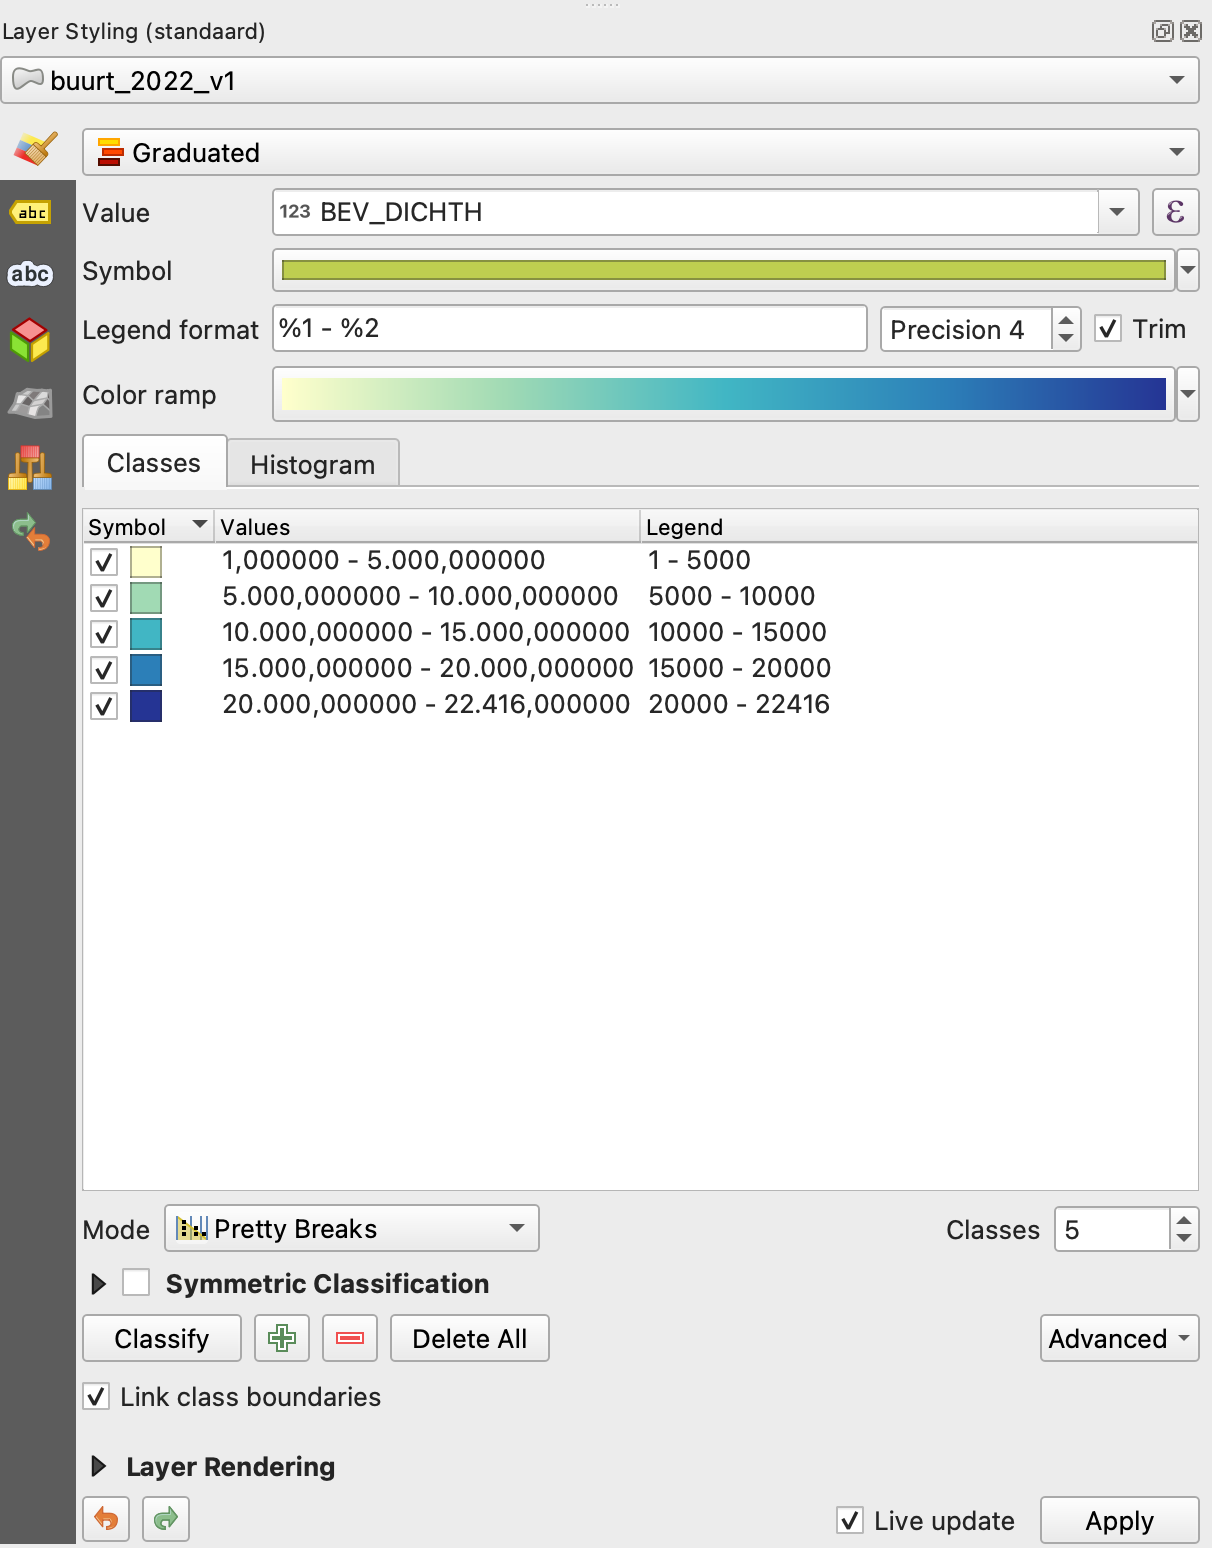 Layer Styling (standaard)
buurt_2022_v1
Graduated
abc
Value 123 BEV_DICHTH ε
abc
Symbol
Legend format %1 - %2 Precision 4 Trim
Color ramp
Classes Histogram
Symbol Values Legend
1,000000 - 5.000,000000 1 - 5000
5.000,000000 - 10.000,000000 5000 - 10000
10.000,000000 - 15.000,000000 10000 - 15000
15.000,000000 - 20.000,000000 15000 - 20000
20.000,000000 - 22.416,000000 20000 - 22416
Mode Pretty Breaks Classes 5
Symmetric Classification
Classify Delete All Advanced
Link class boundaries
Layer Rendering
Live update Apply